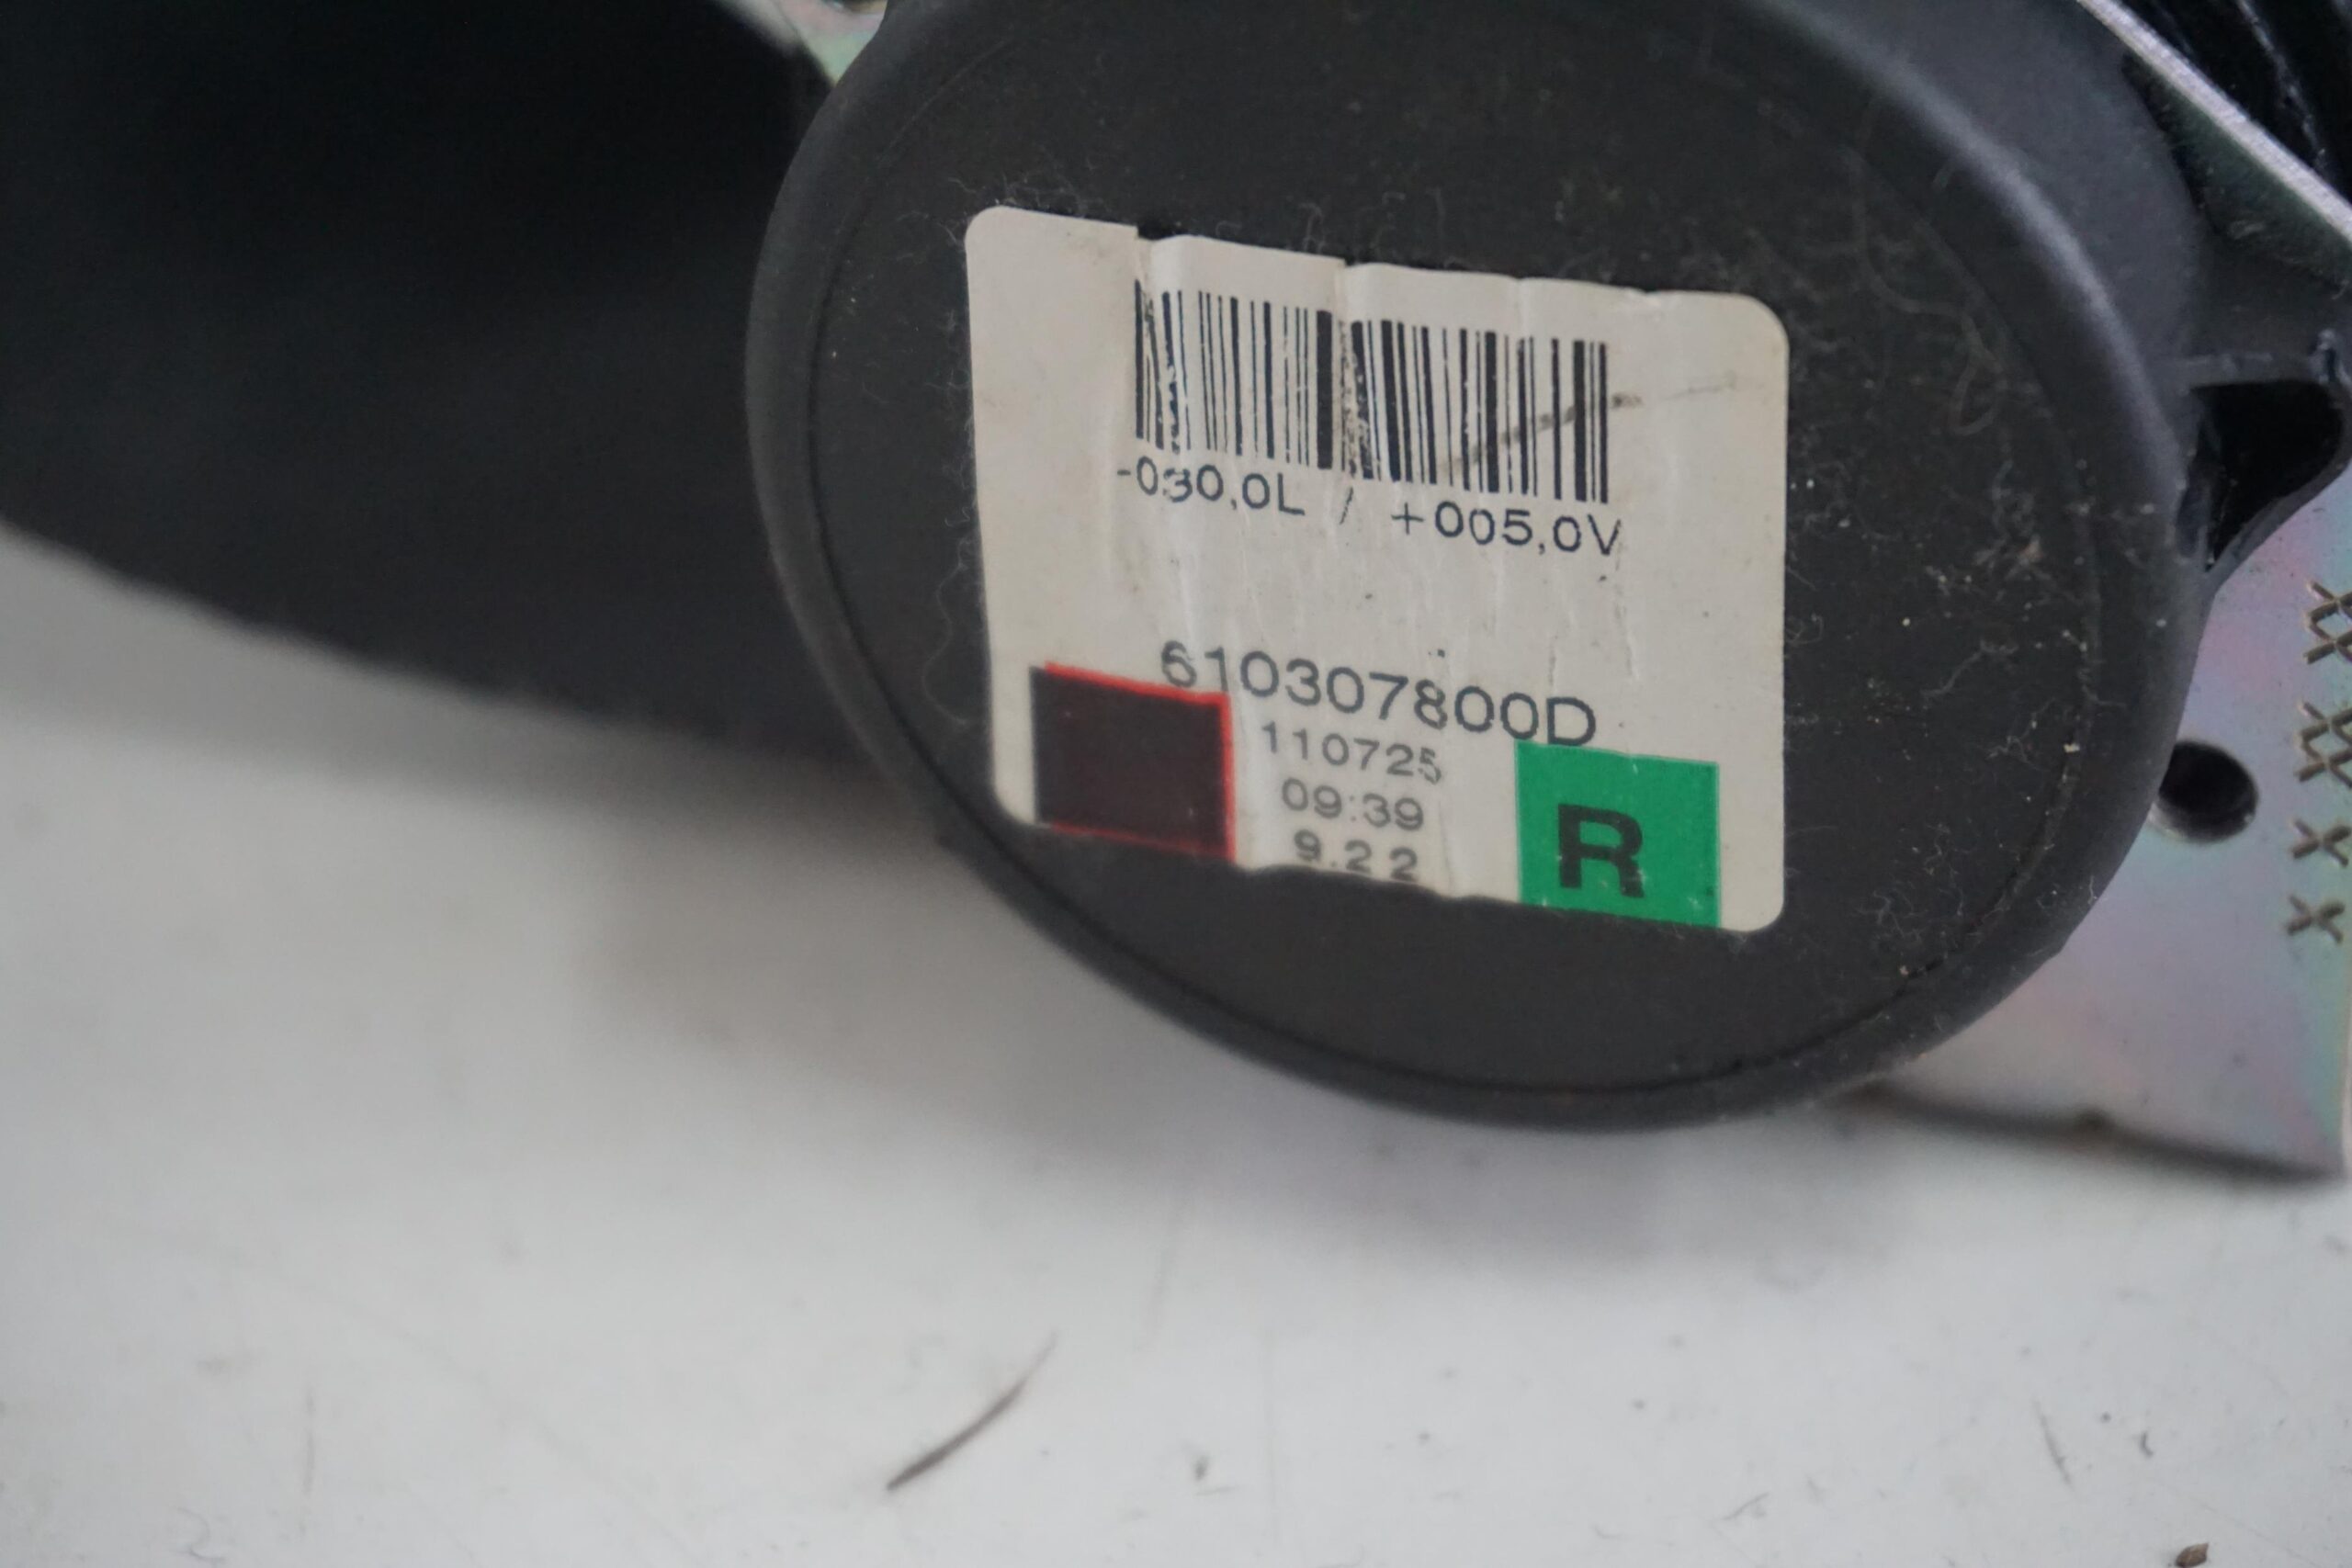 -030,0L / +005,0V
610307800D
110725
09:39
9.22
R